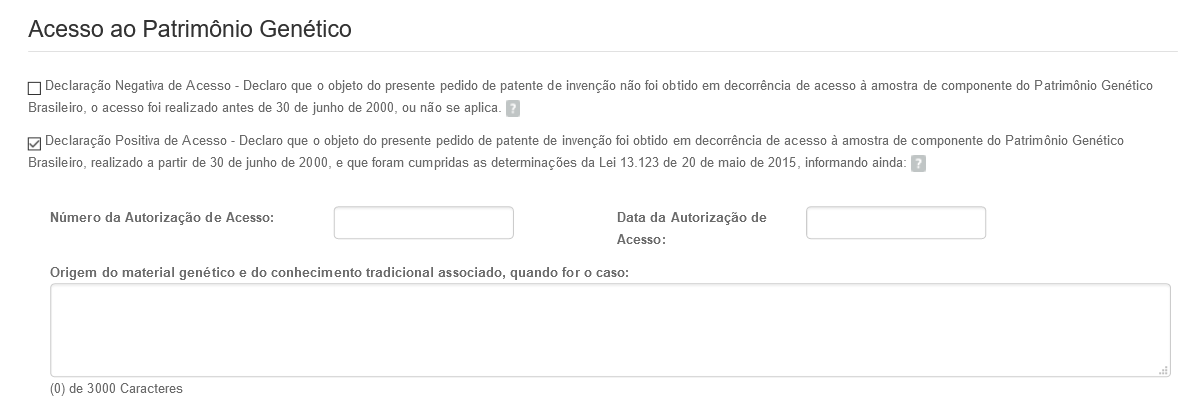 Acesso ao Patrimônio Genético
Declaração Negativa de Acesso - Declaro que o objeto do presente pedido de patente de invenção não foi obtido em decorrência de acesso à amostra de componente do Patrimônio Genético
Brasileiro, o acesso foi realizado antes de 30 de junho de 2000, ou não se aplica. ?
Declaração Positiva de Acesso - Declaro que o objeto do presente pedido de patente de invenção foi obtido em decorrência de acesso à amostra de componente do Patrimônio Genético
Brasileiro, realizado a partir de 30 de junho de 2000, e que foram cumpridas as determinações da Lei 13.123 de 20 de maio de 2015, informando ainda: ?
Número da Autorização de Acesso:
Data da Autorização de
Acesso:
Origem do material genético e do conhecimento tradicional associado, quando for o caso:
(0) de 3000 Caracteres